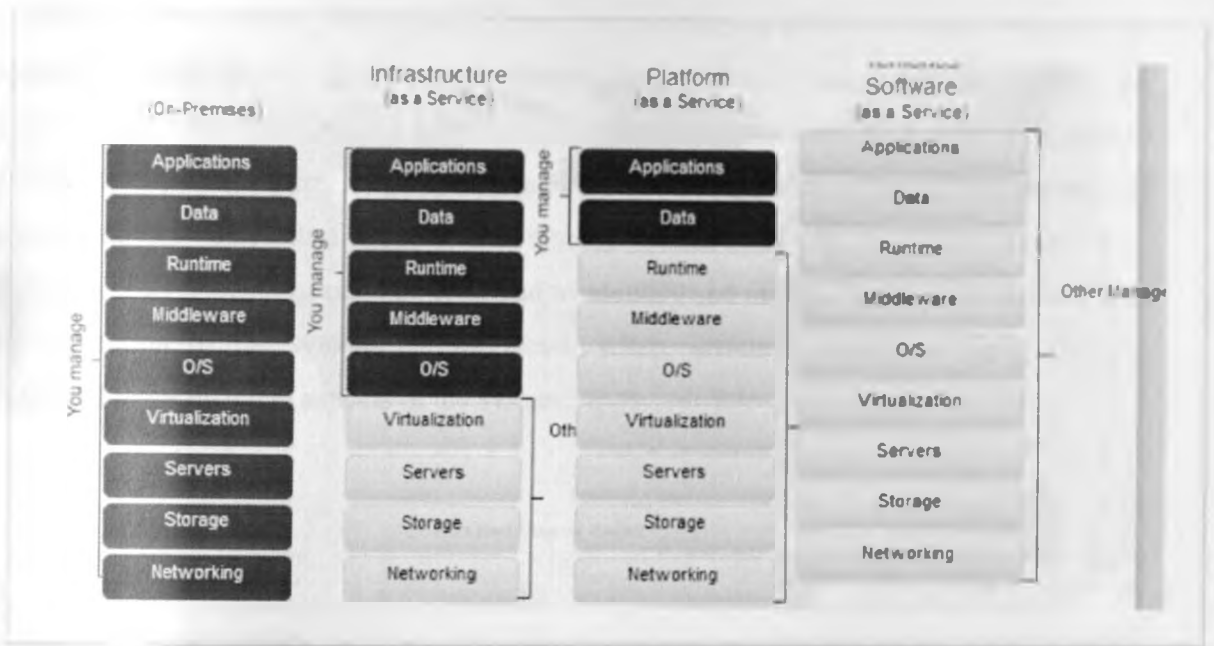 (On-Premises)
You manage
Applications
Data
Runtime
Middleware
O/S
Virtualization
Servers
Storage
Networking
Infrastructure
(as a Service)
You manage
Applications
Data
Runtime
Middleware
O/S
Virtualization
Servers
Storage
Networking
Oth
Platform
(as a Service)
You manage
Applications
Data
Runtime
Middleware
O/S
Virtualization
Servers
Storage
Networking
Software
(as a Service)
Applications
Data
Runtime
Middleware
O/S
Virtualization
Servers
Storage
Networking
Other Manage